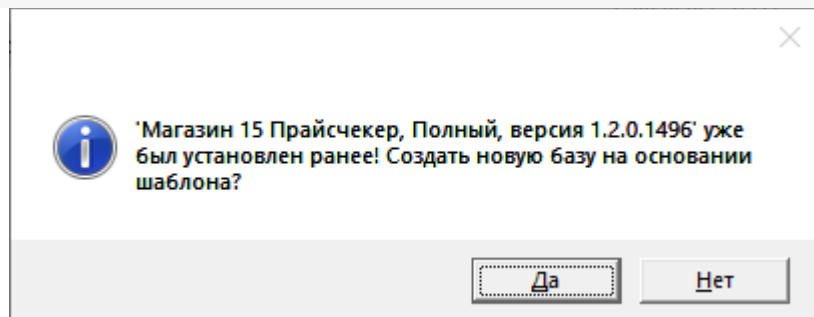 'Магазин 15 Прайсчекер, Полный, версия 1.2.0.1496' уже
был установлен ранее! Создать новую базу на основании
шаблона?
Да
Нет